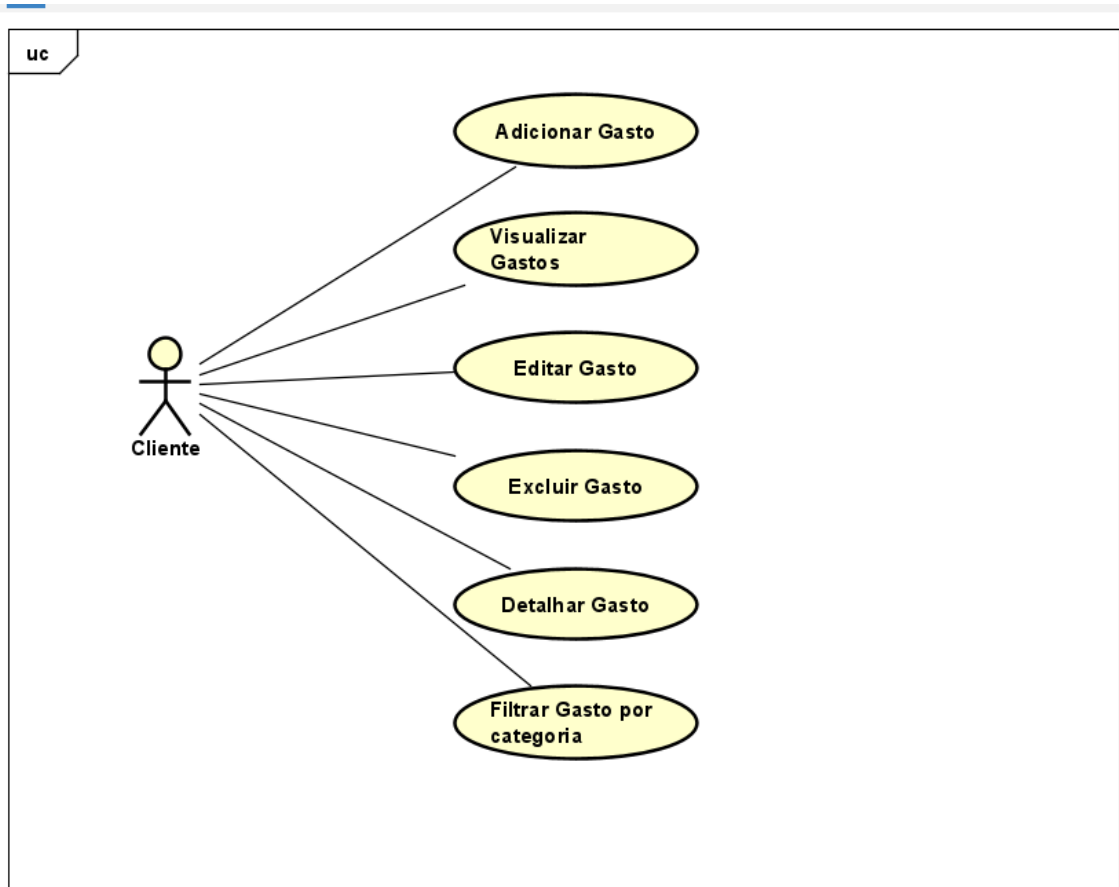 uc
Adicionar Gasto
Visualizar
Gastos
Editar Gasto
Cliente
Excluir Gasto
Detalhar Gasto
Filtrar Gasto por
categoria